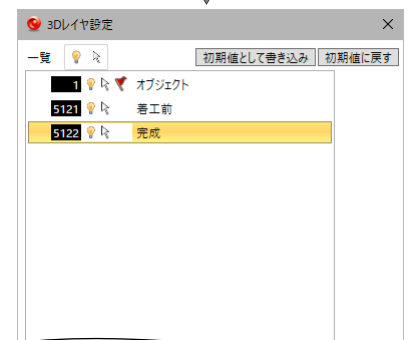 3Dレイヤ設定
一覧 初期値として書き込み 初期値に戻す
1 オブジェクト
5121 着工前
5122 完成